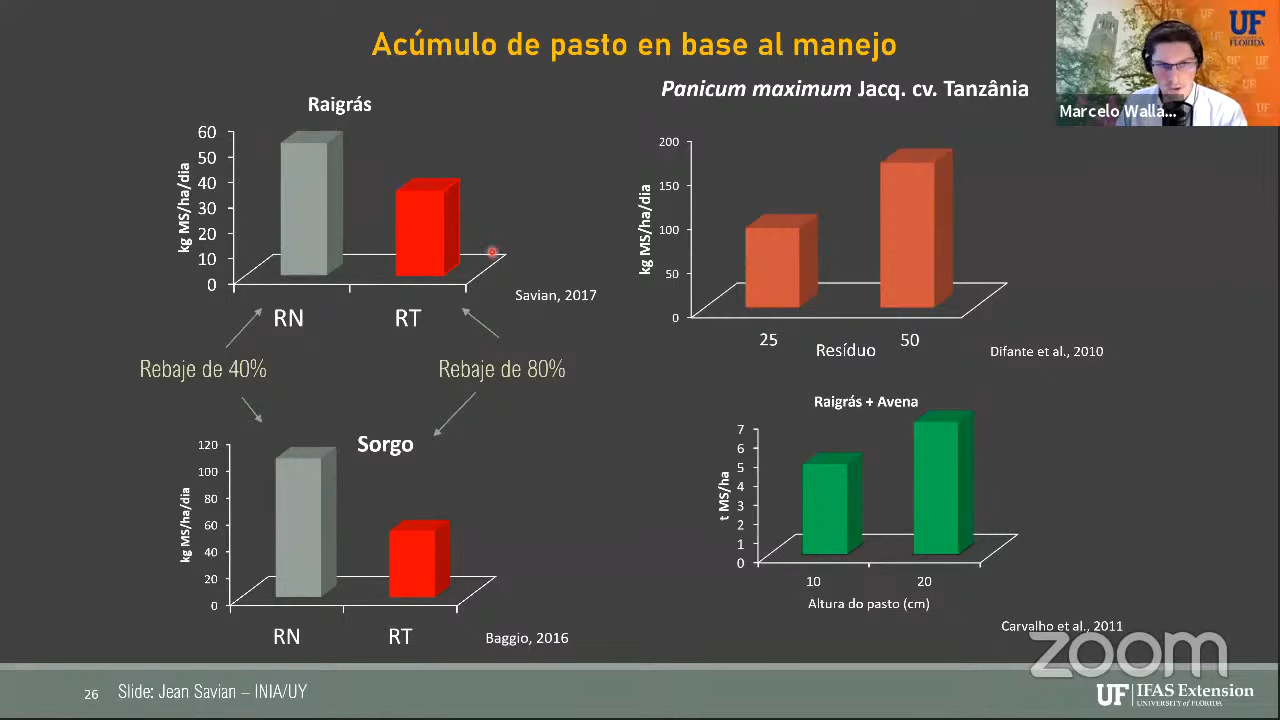 Acúmulo de pasto en base al manejo
UF
UNIVERSITY of FLORIDA
Marcelo Walla...
Raigrás
60
50
40
30
20
10
0
kg MS/ha/dia
RN
RT
Savian, 2017
Rebaje de 40%
Rebaje de 80%
Sorgo
120
100
80
60
40
20
0
kg MS/ha/dia
RN
RT
Baggio, 2016
Panicum maximum Jacq. cv. Tanzânia
200
150
100
50
0
kg MS/ha/dia
25
50
Resíduo
Difante et al., 2010
Raigrás + Avena
7
6
5
4
3
2
1
0
t MS/ha
10
20
Altura do pasto (cm)
Carvalho et al., 2011
zoom
26
Slide: Jean Savian – INIA/UY
UF IFAS Extension
UNIVERSITY of FLORIDA